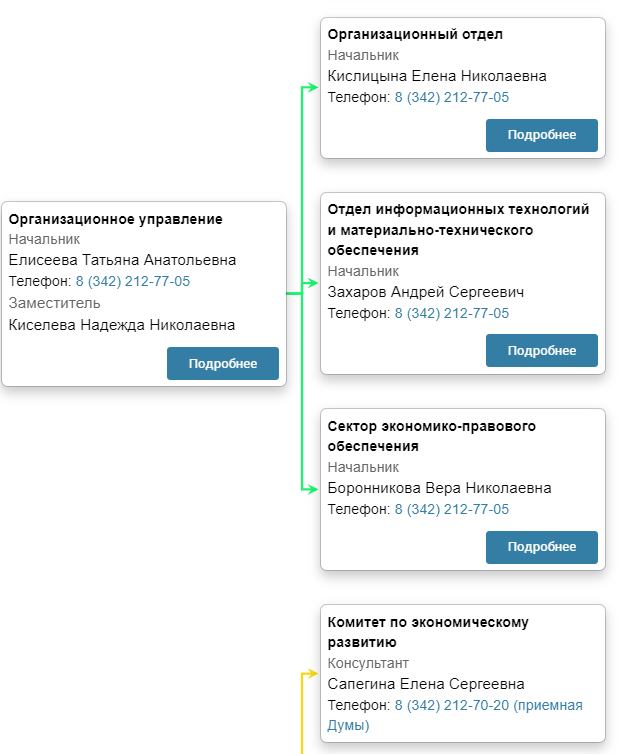 Организационный отдел
Начальник
Кислицына Елена Николаевна
Телефон: 8 (342) 212-77-05
Подробнее
Организационное управление
Начальник
Елисеева Татьяна Анатольевна
Телефон: 8 (342) 212-77-05
Заместитель
Киселева Надежда Николаевна
Подробнее
Отдел информационных технологий
и материально-технического
обеспечения
Начальник
Захаров Андрей Сергеевич
Телефон: 8 (342) 212-77-05
Подробнее
Сектор экономико-правового
обеспечения
Начальник
Боронникова Вера Николаевна
Телефон: 8 (342) 212-77-05
Подробнее
Комитет по экономическому
развитию
Консультант
Сапегина Елена Сергеевна
Телефон: 8 (342) 212-70-20 (приемная
Думы)